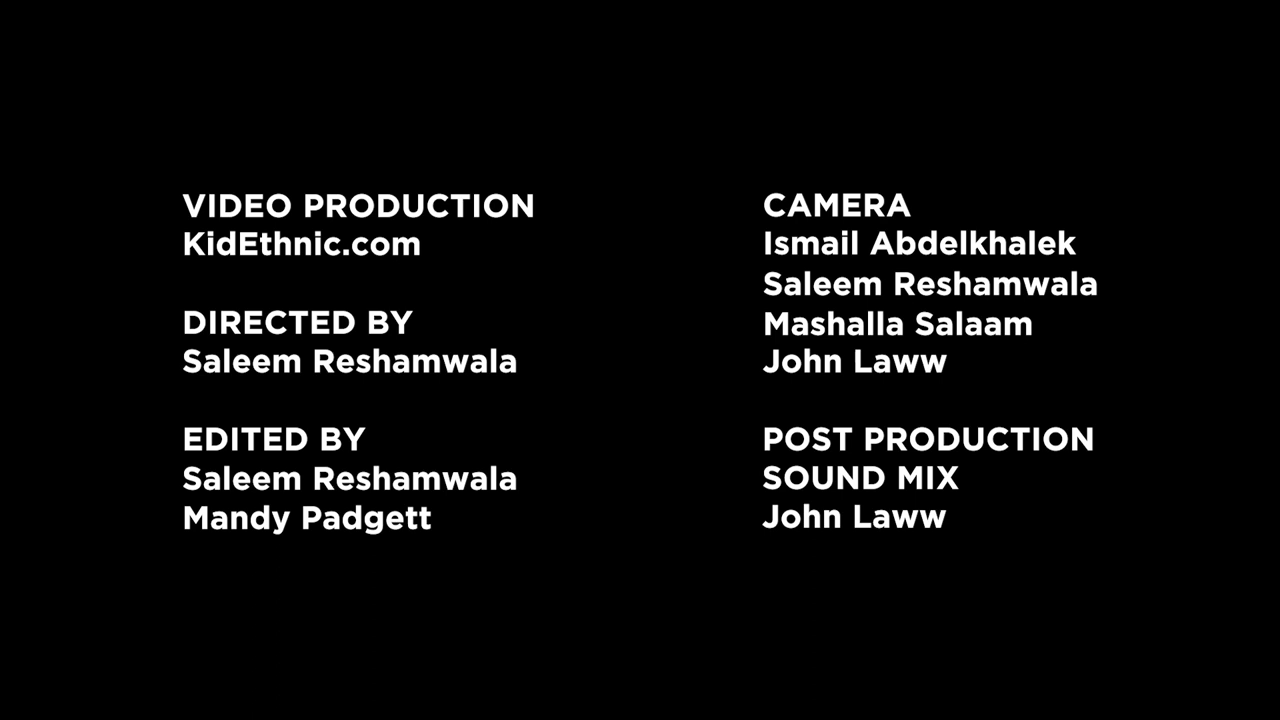 VIDEO PRODUCTION
KidEthnic.com
DIRECTED BY
Saleem Reshamwala
EDITED BY
Saleem Reshamwala
Mandy Padgett
CAMERA
Ismail Abdelkhalek
Saleem Reshamwala
Mashalla Salaam
John Laww
POST PRODUCTION
SOUND MIX
John Laww